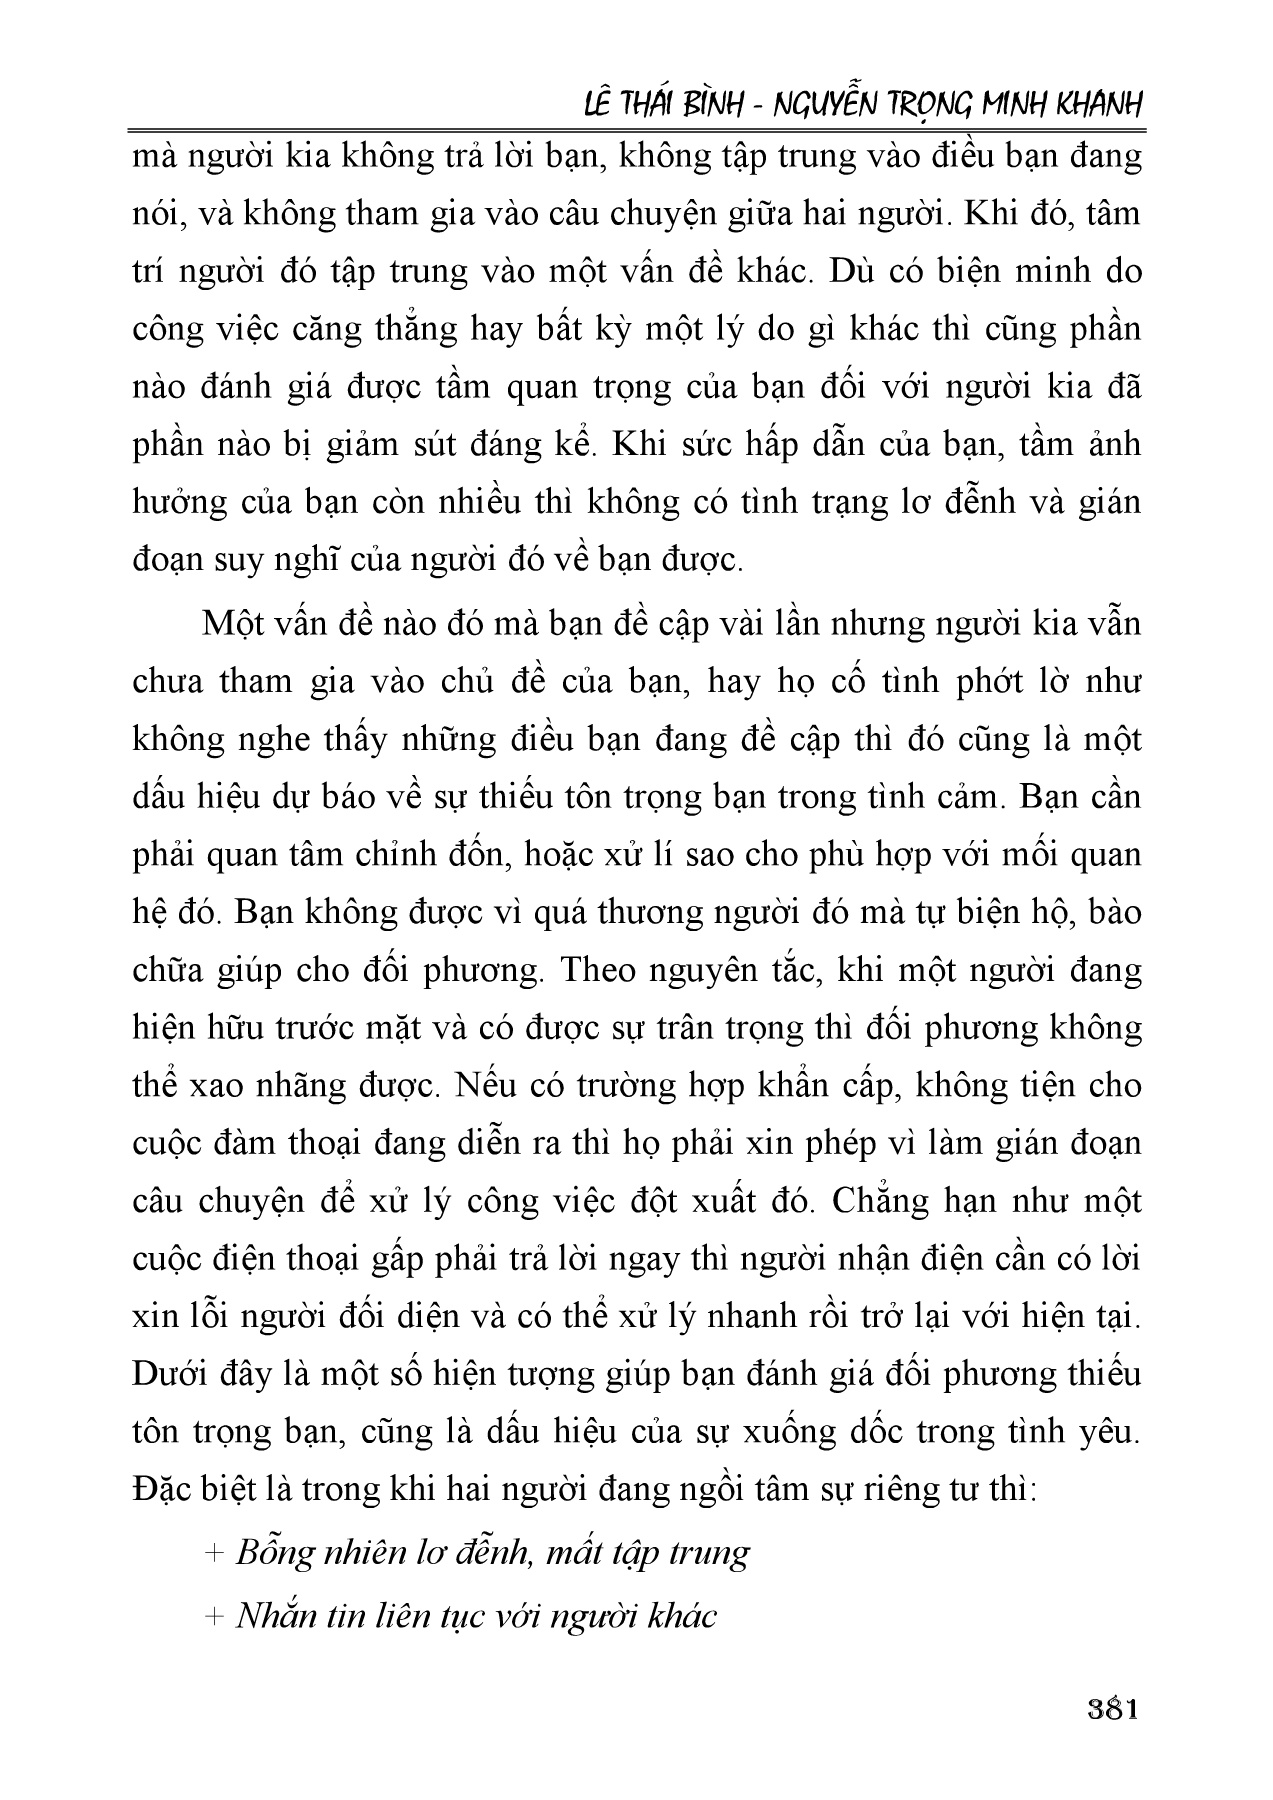 LÊ THÁI BÌNH - NGUYỄN TRỌNG MINH KHANH
mà người kia không trả lời bạn, không tập trung vào điều bạn đang
nói, và không tham gia vào câu chuyện giữa hai người. Khi đó, tâm
trí người đó tập trung vào một vấn đề khác. Dù có biện minh do
công việc căng thẳng hay bất kỳ một lý do gì khác thì cũng phần
nào đánh giá được tầm quan trọng của bạn đối với người kia đã
phần nào bị giảm sút đáng kể. Khi sức hấp dẫn của bạn, tầm ảnh
hưởng của bạn còn nhiều thì không có tình trạng lơ đễnh và gián
đoạn suy nghĩ của người đó về bạn được.
Một vấn đề nào đó mà bạn đề cập vài lần nhưng người kia vẫn
chưa tham gia vào chủ đề của bạn, hay họ cố tình phớt lờ như
không nghe thấy những điều bạn đang đề cập thì đó cũng là một
dấu hiệu dự báo về sự thiếu tôn trọng bạn trong tình cảm. Bạn cần
phải quan tâm chỉnh đốn, hoặc xử lí sao cho phù hợp với mối quan
hệ đó. Bạn không được vì quá thương người đó mà tự biện hộ, bào
chữa giúp cho đối phương. Theo nguyên tắc, khi một người đang
hiện hữu trước mặt và có được sự trân trọng thì đối phương không
thể xao nhãng được. Nếu có trường hợp khẩn cấp, không tiện cho
cuộc đàm thoại đang diễn ra thì họ phải xin phép vì làm gián đoạn
câu chuyện để xử lý công việc đột xuất đó. Chẳng hạn như một
cuộc điện thoại gấp phải trả lời ngay thì người nhận điện cần có lời
xin lỗi người đối diện và có thể xử lý nhanh rồi trở lại với hiện tại.
Dưới đây là một số hiện tượng giúp bạn đánh giá đối phương thiếu
tôn trọng bạn, cũng là dấu hiệu của sự xuống dốc trong tình yêu.
Đặc biệt là trong khi hai người đang ngồi tâm sự riêng tư thì:
+ Bỗng nhiên lơ đễnh, mất tập trung
+ Nhắn tin liên tục với người khác
381